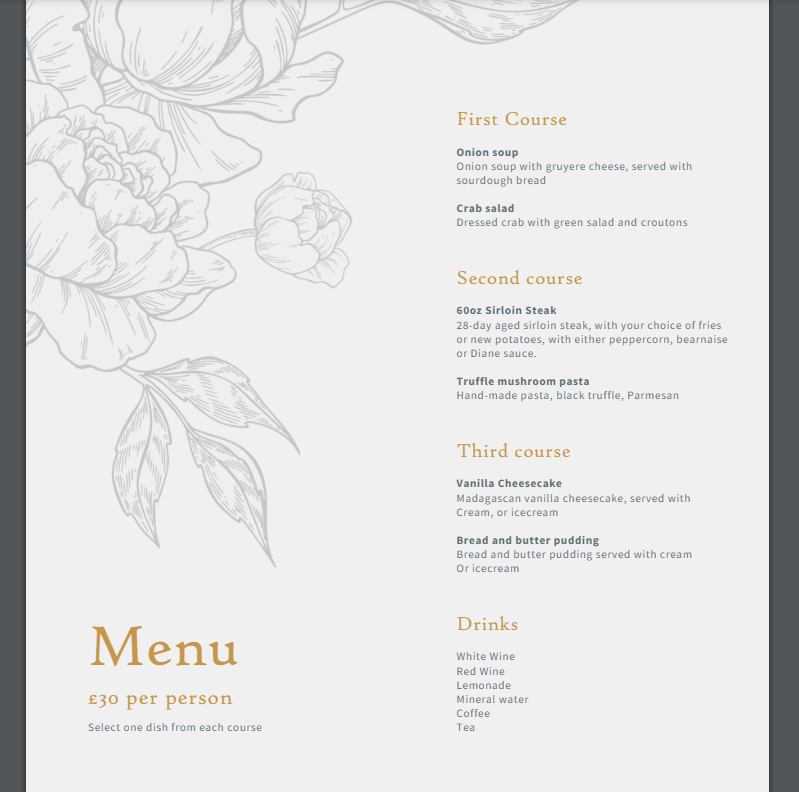 First Course
Onion soup
Onion soup with gruyere cheese, served with
sourdough bread
Crab salad
Dressed crab with green salad and croutons
Second course
60oz Sirloin Steak
28-day aged sirloin steak, with your choice of fries
or new potatoes, with either peppercorn, bearnaise
or Diane sauce.
Truffle mushroom pasta
Hand-made pasta, black truffle, Parmesan
Third course
Vanilla Cheesecake
Madagascan vanilla cheesecake, served with
Cream, or icecream
Bread and butter pudding
Bread and butter pudding served with cream
Or icecream
Drinks
White Wine
Red Wine
Lemonade
Mineral water
Coffee
Tea
Menu
£30 per person
Select one dish from each course